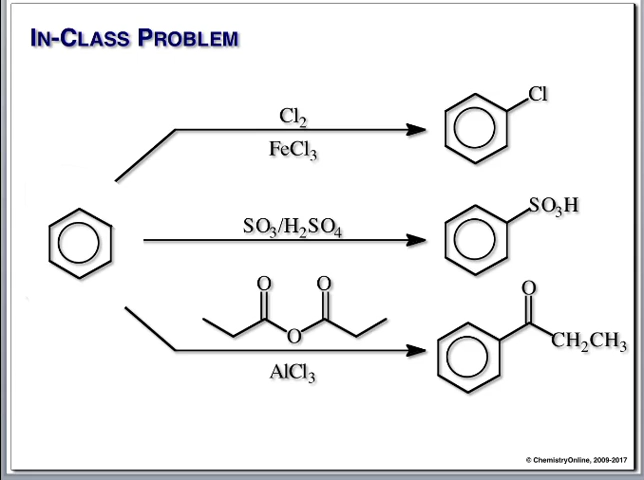 IN-CLASS PROBLEM
Cl₂
FeCl₃
Cl
SO₃/H₂SO₄
SO₃H
O O
O
AlCl₃
O
CH₂CH₃
© ChemistryOnline, 2009-2017